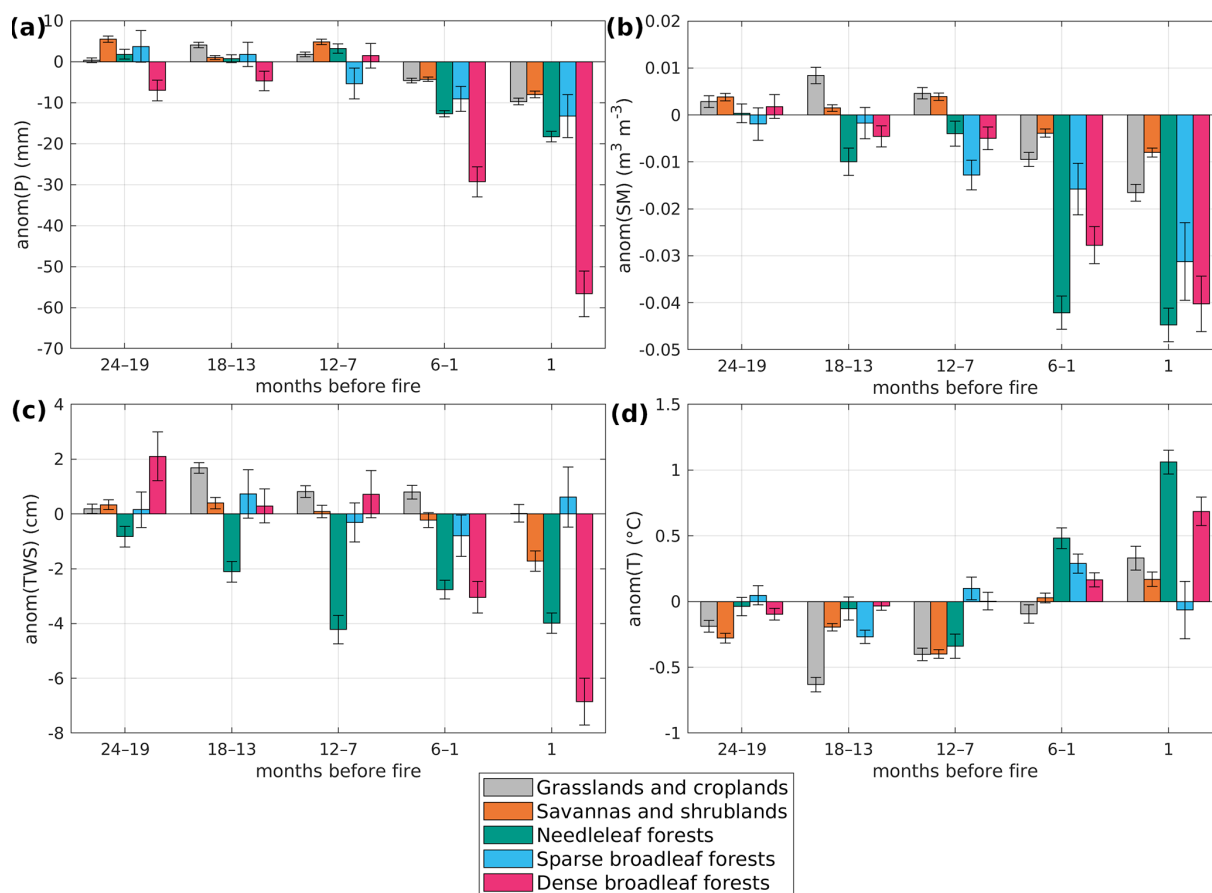 (a)
10
0
-10
-20
-30
-40
-50
-60
-70
anom(P) (mm)
24–19
18–13
12–7
6–1
1
months before fire
(b)
0.02
0.01
0
-0.01
-0.02
-0.03
-0.04
-0.05
anom(SM) (m³ m⁻³)
24–19
18–13
12–7
6–1
1
months before fire
(c)
4
2
0
-2
-4
-6
-8
anom(TWS) (cm)
24–19
18–13
12–7
6–1
1
months before fire
(d)
1.5
1
0.5
0
-0.5
-1
anom(T) (°C)
24–19
18–13
12–7
6–1
1
months before fire
Grasslands and croplands
Savannas and shrublands
Needleleaf forests
Sparse broadleaf forests
Dense broadleaf forests